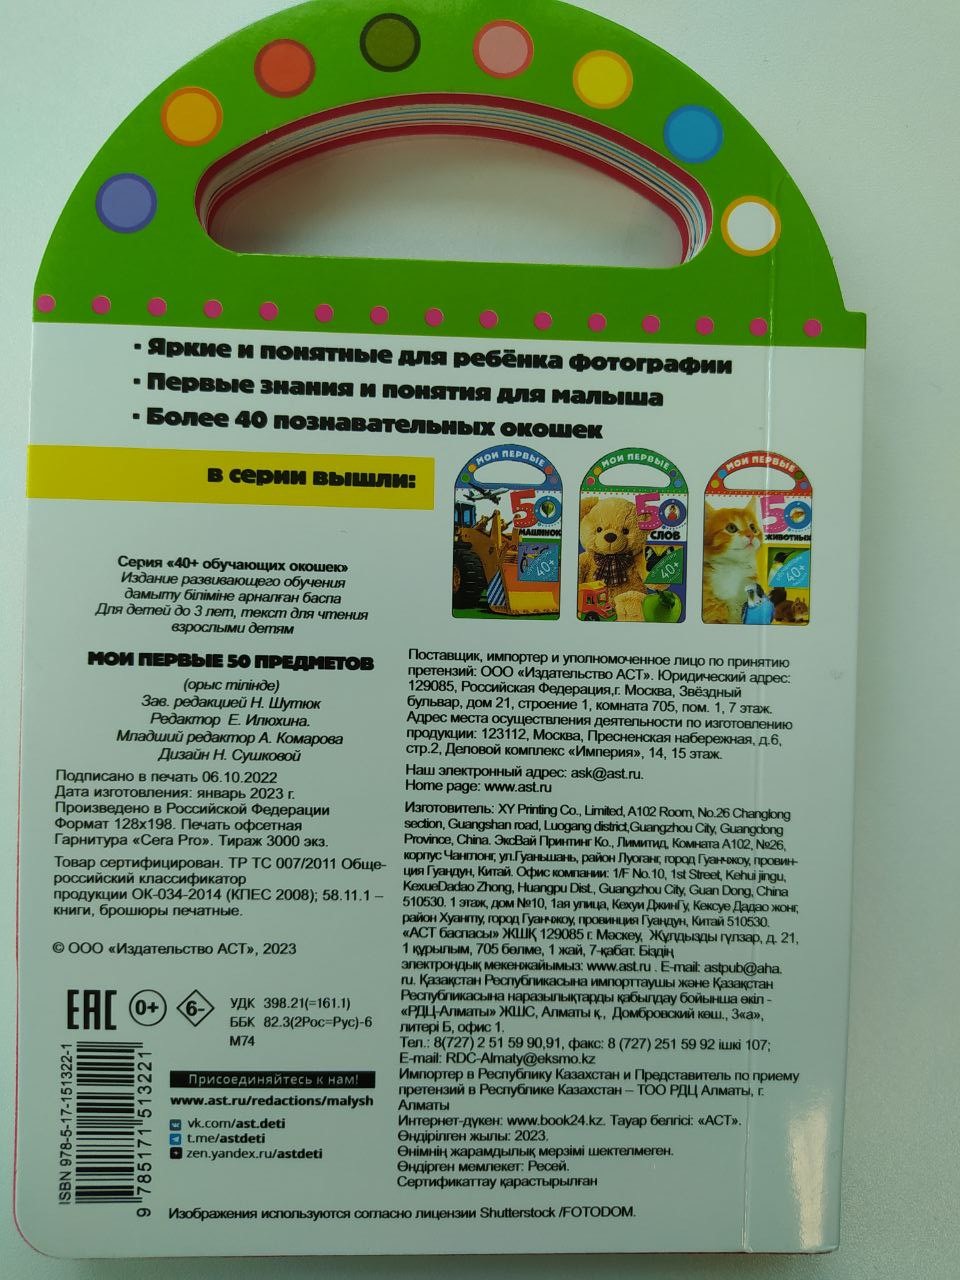 · Яркие и понятные для ребёнка фотографии
· Первые знания и понятия для малыша
· Более 40 познавательных окошек
в серии вышли:
МОИ ПЕРВЫЕ
50
МАШИНОК
40+
МОИ ПЕРВЫЕ
50
СЛОВ
40+
МОИ ПЕРВЫЕ
50
ЖИВОТНЫХ
40+
Серия «40+ обучающих окошек»
Издание развивающего обучения
дамыту біліміне арналған баспа
Для детей до 3 лет, текст для чтения
взрослыми детям
МОИ ПЕРВЫЕ 50 ПРЕДМЕТОВ
(орыс тілінде)
Зав. редакцией Н. Шутюк
Редактор Е. Илюхина.
Младший редактор А. Комарова
Дизайн Н. Сушковой
Подписано в печать 06.10.2022
Дата изготовления: январь 2023 г.
Произведено в Российской Федерации
Формат 128х198. Печать офсетная
Гарнитура «Cera Pro». Тираж 3000 экз.
Товар сертифицирован. ТР ТС 007/2011 Обще-
российский классификатор
продукции ОК-034-2014 (КПЕС 2008); 58.11.1 –
книги, брошюры печатные.
© ООО «Издательство АСТ», 2023
EAC
0+
6-
УДК 398.21(=161.1)
ББК 82.3(2Рос=Рус)-6
М74
Присоединяйтесь к нам!
www.ast.ru/redactions/malysh
vk.com/ast.deti
t.me/astdeti
zen.yandex.ru/astdeti
ISBN 978-5-17-151322-1
9 785171 513221
Поставщик, импортер и уполномоченное лицо по принятию
претензий: ООО «Издательство АСТ». Юридический адрес:
129085, Российская Федерация,г. Москва, Звёздный
бульвар, дом 21, строение 1, комната 705, пом. 1, 7 этаж.
Адрес места осуществления деятельности по изготовлению
продукции: 123112, Москва, Пресненская набережная, д.6,
стр.2, Деловой комплекс «Империя», 14, 15 этаж.
Наш электронный адрес: ask@ast.ru.
Home page: www.ast.ru
Изготовитель: XY Printing Co., Limited, A102 Room, No.26 Changlong
section, Guangshan road, Luogang district,Guangzhou City, Guangdong
Province, China. ЭксВай Принтинг Ко., Лимитид, Комната А102, №26,
корпус Чанглонг, ул.Гуаньшань, район Луоганг, город Гуанчжоу, провин-
ция Гуандун, Китай. Офис компании: 1/F No.10, 1st Street, Kehui jingu,
KexueDadao Zhong, Huangpu Dist., Guangzhou City, Guan Dong, China
510530. 1 этаж, дом №10, 1ая улица, Кехуи ДжинГу, Кексуе Дадао жонг,
район Хуангпу, город Гуанчжоу, провинция Гуандун, Китай 510530.
«АСТ баспасы» ЖШҚ 129085 г. Мәскеу, Жұлдызды гүлзар, д. 21,
1 құрылым, 705 бөлме, 1 жай, 7-қабат. Біздің
электрондық мекенжайымыз: www.ast.ru . E-mail: astpub@aha.
ru. Қазақстан Республикасына импорттаушы және Қазақстан
Республикасына наразылықтарды қабылдау бойынша өкіл -
«РДЦ-Алматы» ЖШС, Алматы қ., Домбровский көш., 3«а»,
литері Б, офис 1.
Тел.: 8(727) 2 51 59 90,91, факс: 8 (727) 251 59 92 ішкі 107;
E-mail: RDC-Almaty@eksmo.kz
Импортер в Республику Казахстан и Представитель по приему
претензий в Республике Казахстан – ТОО РДЦ Алматы, г.
Алматы
Интернет-дүкен: www.book24.kz. Тауар белгісі: «АСТ».
Өндірілген жылы: 2023.
Өнімнің жарамдылық мерзімі шектелмеген.
Өндірген мемлекет: Ресей.
Сертификаттау қарастырылған
Изображения используются согласно лицензии Shutterstock /FOTODOM.